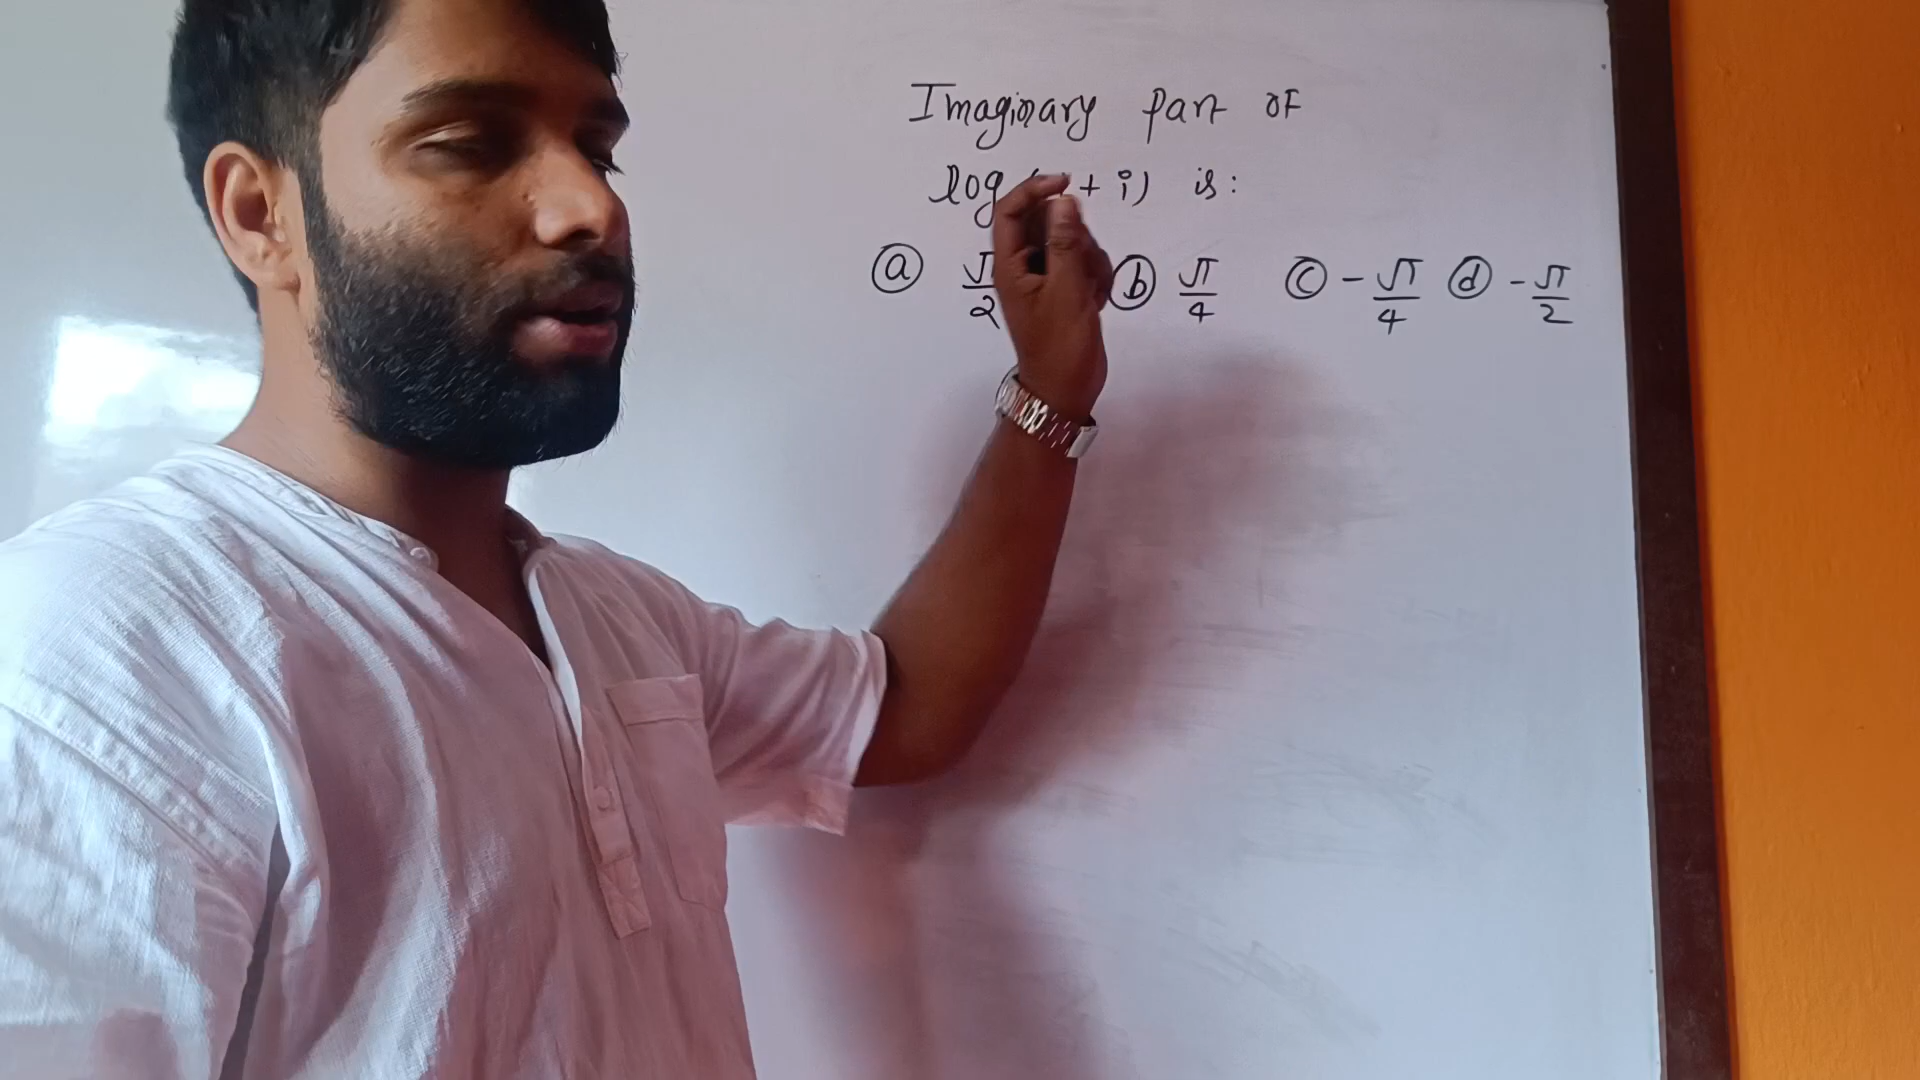 Imaginary part of
log ( + i) is:
ⓐ π/2 ⓑ π/4 ⓒ -π/4 ⓓ -π/2